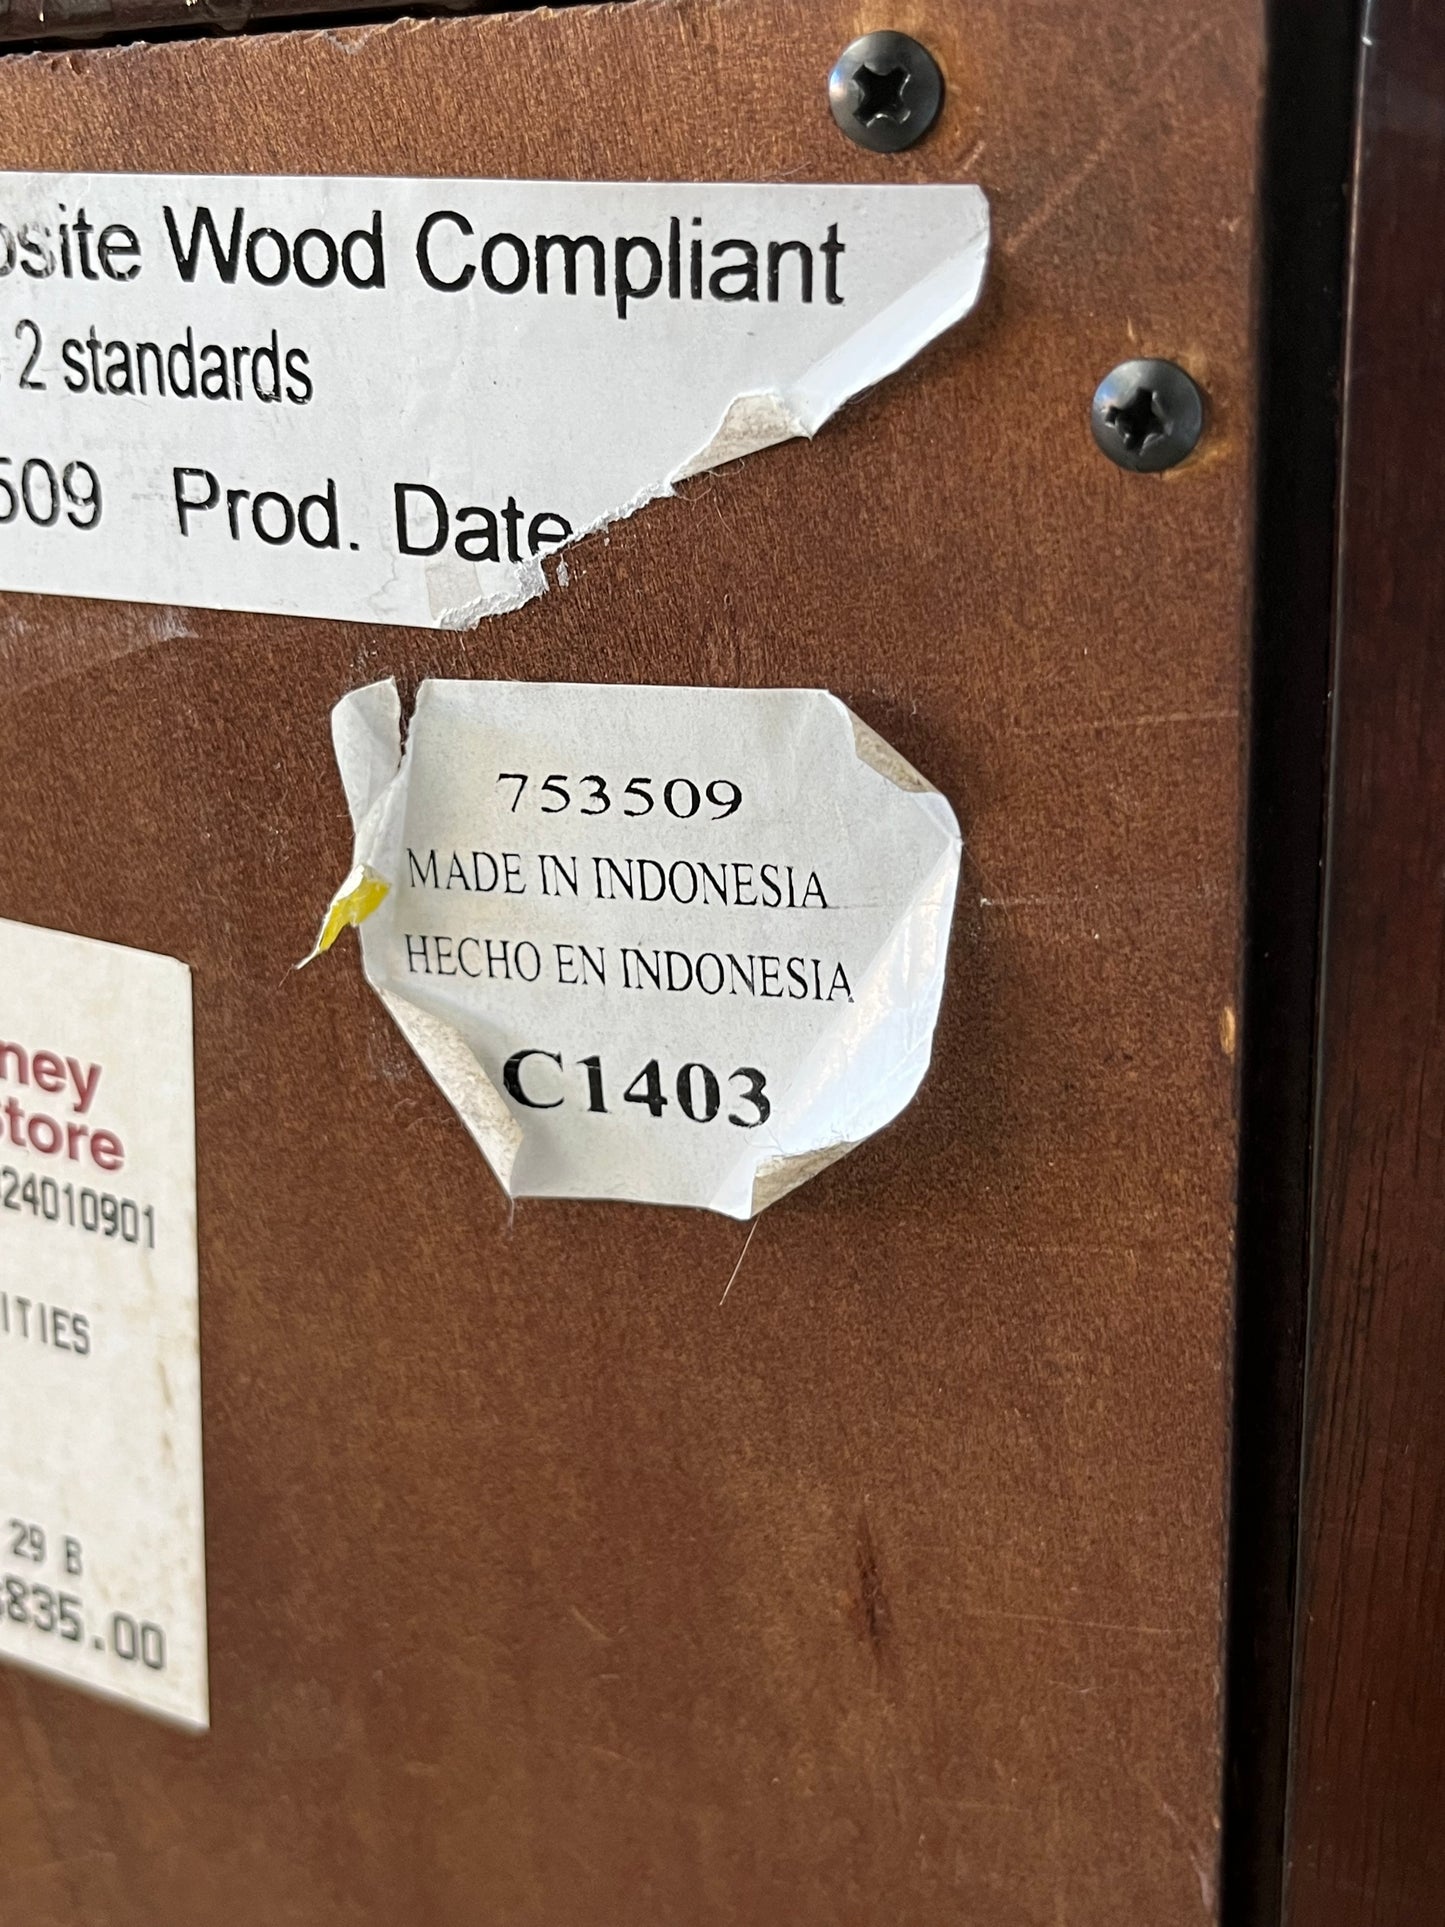 osite Wood Compliant
2 standards
509 Prod. Date
753509
MADE IN INDONESIA
HECHO EN INDONESIA
C1403
ney
Store
24010901
ITIES
29 B
835.00